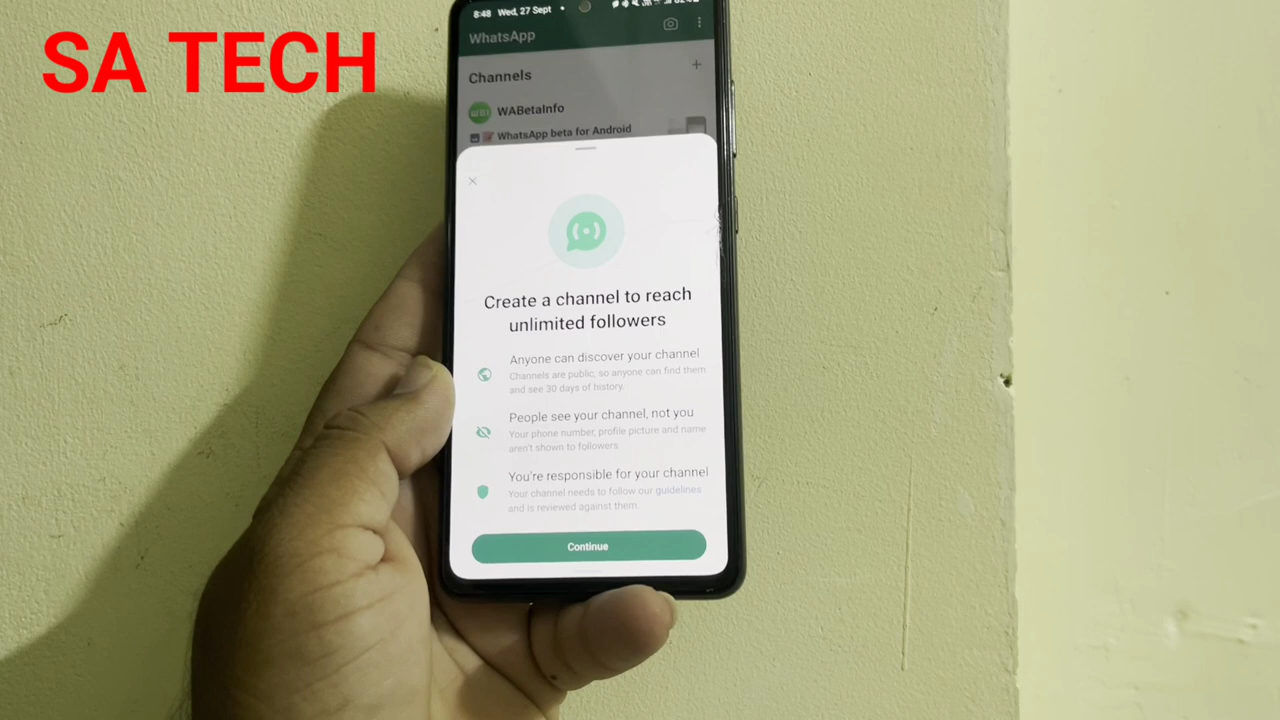 SA TECH
8:48 Wed, 27 Sept
WhatsApp
Channels
WABetaInfo
WhatsApp beta for Android
Create a channel to reach
unlimited followers
Anyone can discover your channel
Channels are public, so anyone can find them
and see 30 days of history.
People see your channel, not you
Your phone number, profile picture and name
aren't shown to followers
You're responsible for your channel
Your channel needs to follow our guidelines
and is reviewed against them.
Continue